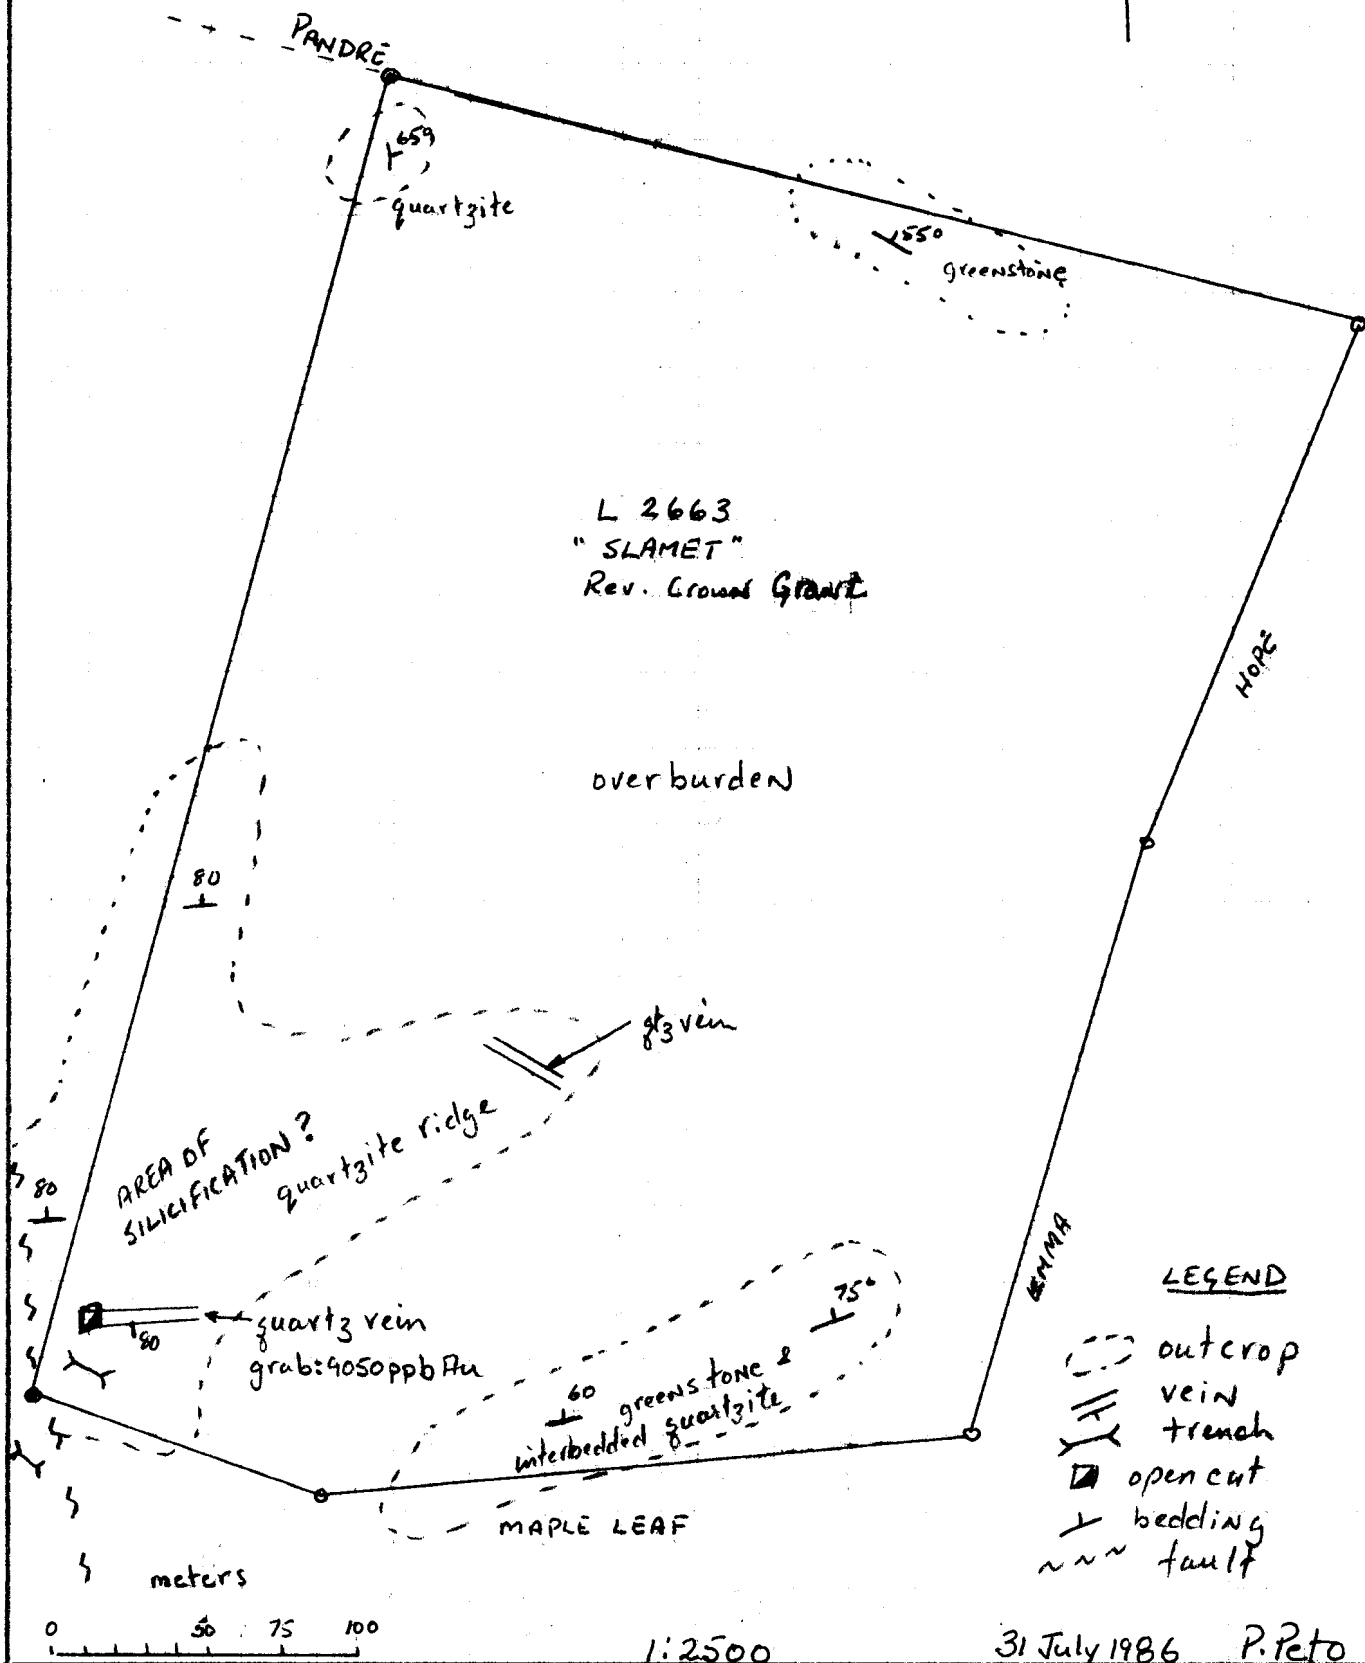 PANDRE
659
quartzite
550
greenstone
L 2663
"SLAMET"
Rev. Crown Grant
HOPE
overburden
80
qtz vein
AREA OF
SILICIFICATION?
quartzite ridge
80
EMMA
quartz vein
80
grab: 9050 ppb Au
75°
60
greenstone &
interbedded quartzite
MAPLE LEAF
LEGEND
outcrop
vein
trench
open cut
bedding
fault
meters
0 50 75 100
1:2500
31 July 1986 P. Peto